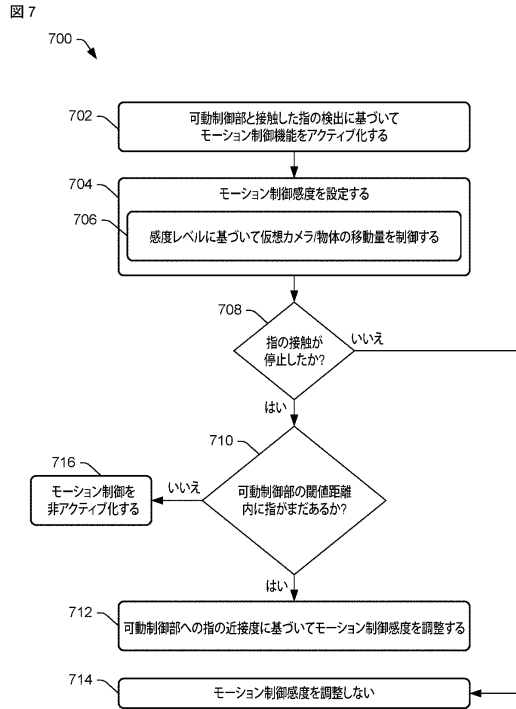 図 7
700
702
可動制御部と接触した指の検出に基づいて
モーション制御機能をアクティブ化する
704
モーション制御感度を設定する
706
感度レベルに基づいて仮想カメラ/物体の移動量を制御する
708
指の接触が
停止したか?
いいえ
はい
710
可動制御部の閾値距離
内に指がまだあるか?
いいえ
716
モーション制御を
非アクティブ化する
はい
712
可動制御部への指の近接度に基づいてモーション制御感度を調整する
714
モーション制御感度を調整しない